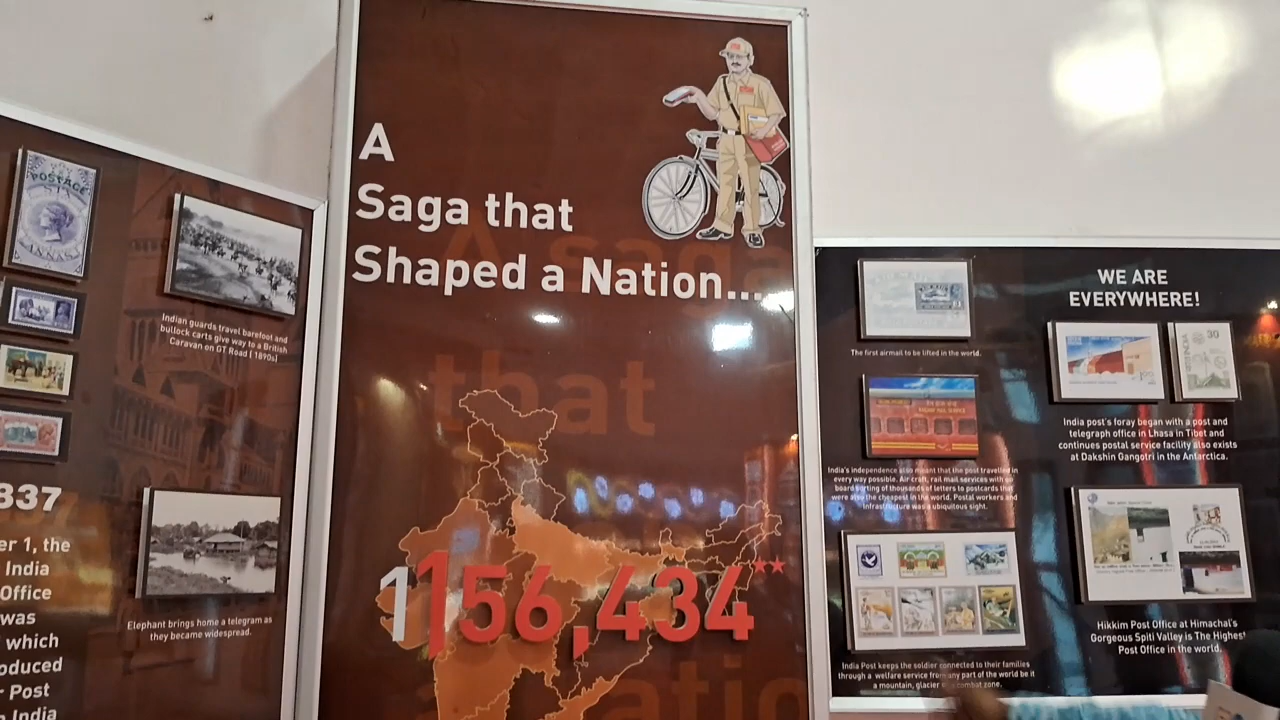 POSTAGE
SIX
ANNAS
Indian guards travel barefoot and
bullock carts give way to a British
Caravan on GT Road ( 1890s)
837
er 1, the
India
Office
was
which
oduced
Post
India
Elephant brings home a telegram as
they became widespread.
A
Saga that
Shaped a Nation...
A saga
that
1 156,434**
The first airmail to be lifted in the world.
India's independence also meant that the post travelled in
every way possible. Air craft, rail mail services with on
board sorting of thousands of letters to postcards that
were also the cheapest in the world. Postal workers and
infrastructure was a ubiquitous sight.
India Post keeps the soldier connected to their families
through a welfare service from any part of the world be it
a mountain, glacier or combat zone.
WE ARE
EVERYWHERE!
30
India post's foray began with a post and
telegraph office in Lhasa in Tibet and
continues postal service facility also exists
at Dakshin Gangotri in the Antarctica.
Hikkim Post Office at Himachal's
Gorgeous Spiti Valley is The Highest
Post Office in the world.